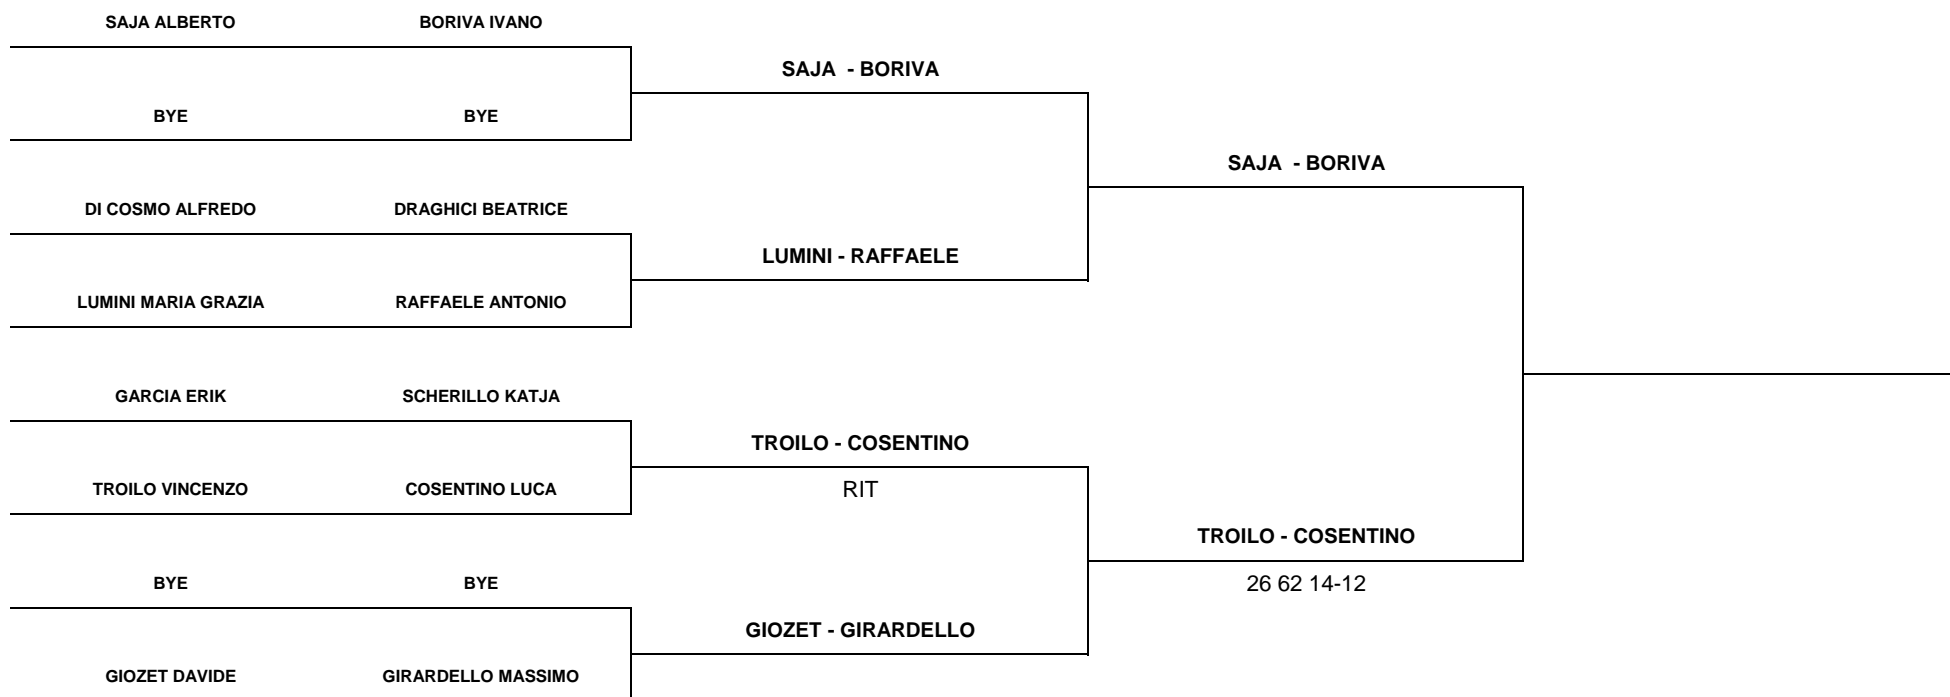 SAJA ALBERTO BORIVA IVANO
SAJA - BORIVA
BYE BYE
SAJA - BORIVA
DI COSMO ALFREDO DRAGHICI BEATRICE
LUMINI - RAFFAELE
LUMINI MARIA GRAZIA RAFFAELE ANTONIO
GARCIA ERIK SCHERILLO KATJA
TROILO - COSENTINO
TROILO VINCENZO COSENTINO LUCA RIT
TROILO - COSENTINO
BYE BYE 26 62 14-12
GIOZET - GIRARDELLO
GIOZET DAVIDE GIRARDELLO MASSIMO